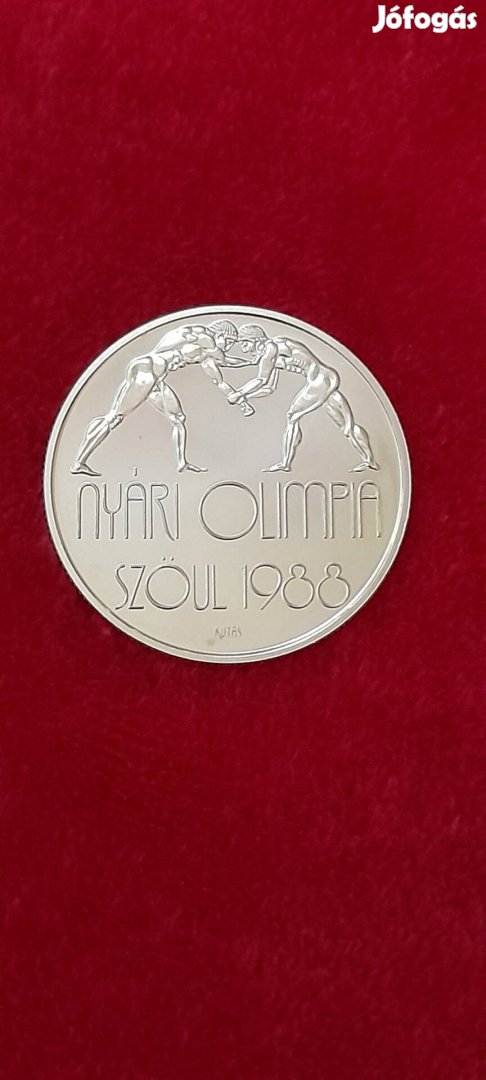 Jófogás
NYÁRI OLIMPIA
SZÖUL 1988
KUTAS